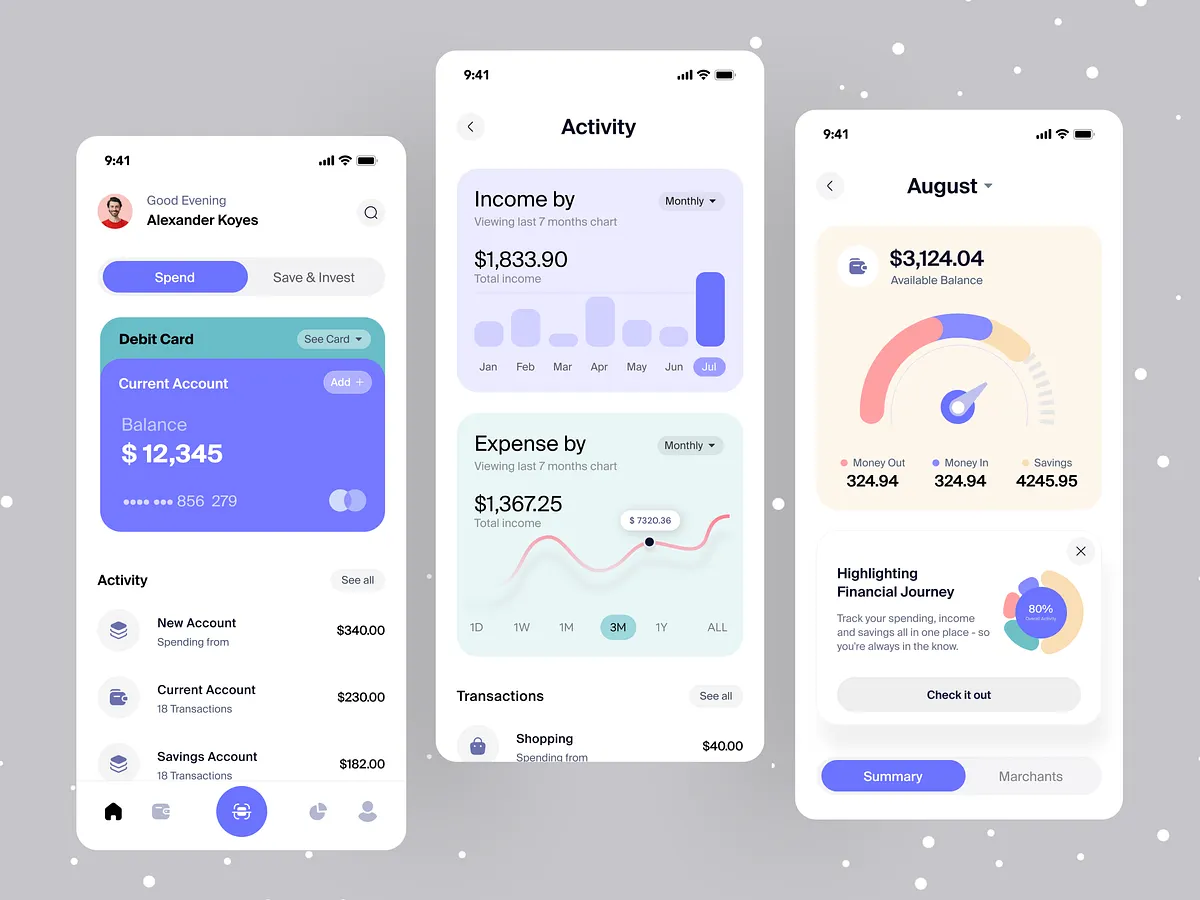 9:41
Good Evening
Alexander Koyes
Spend
Save & Invest
Debit Card
See Card
Current Account
Add +
Balance
$ 12,345
•••• ••• 856 279
Activity
See all
New Account
Spending from
$340.00
Current Account
18 Transactions
$230.00
Savings Account
18 Transactions
$182.00
9:41
Activity
Income by
Monthly
Viewing last 7 months chart
$1,833.90
Total income
Jan Feb Mar Apr May Jun Jul
Expense by
Monthly
Viewing last 7 months chart
$1,367.25
Total income
$ 7320.36
1D 1W 1M 3M 1Y ALL
Transactions
See all
Shopping
Spending from
$40.00
9:41
August
$3,124.04
Available Balance
Money Out Money In Savings
324.94 324.94 4245.95
Highlighting
Financial Journey
Track your spending, income
and savings all in one place - so
you're always in the know.
80%
Overall Activity
Check it out
Summary
Marchants